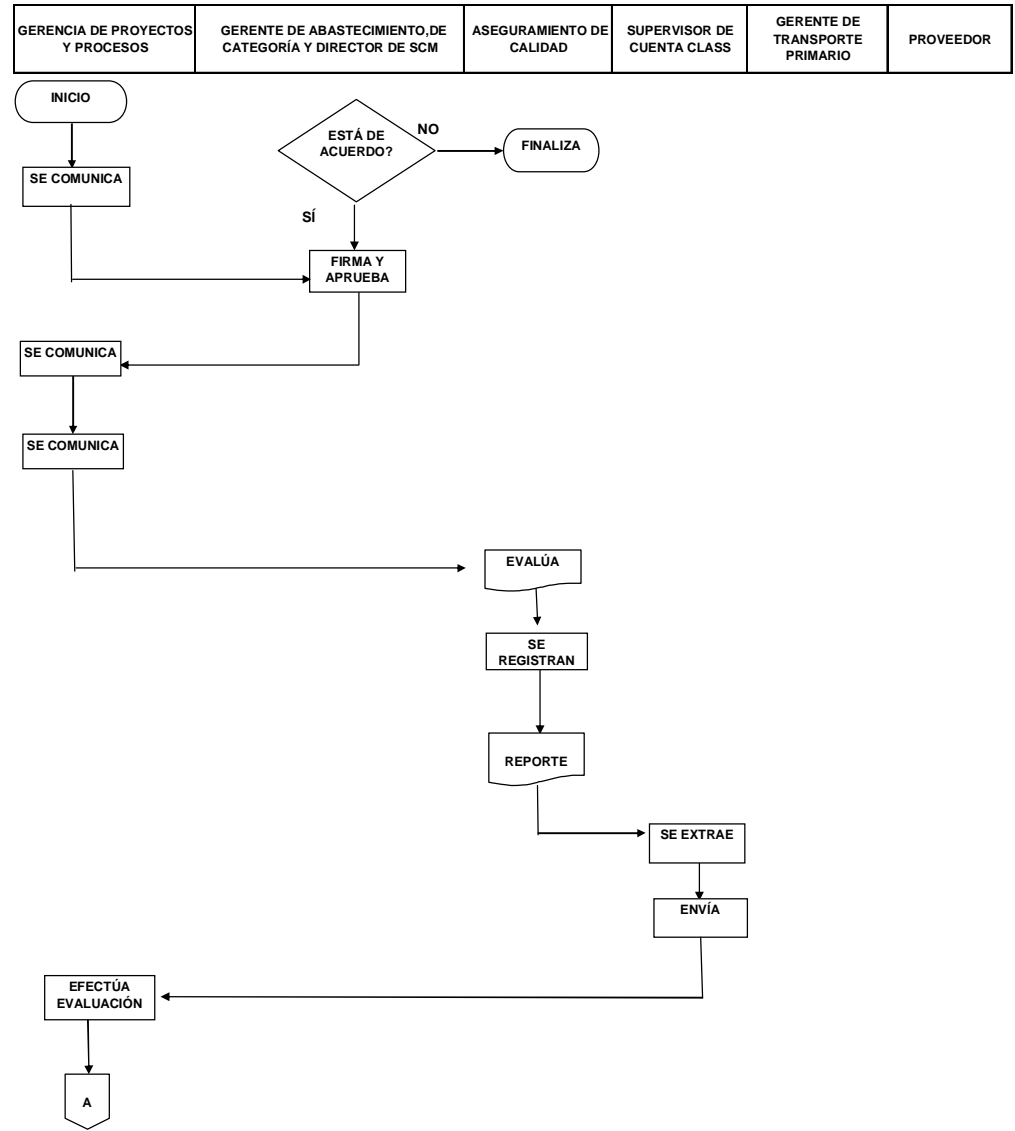 GERENCIA DE PROYECTOS
Y PROCESOS
GERENTE DE ABASTECIMIENTO,DE
CATEGORÍA Y DIRECTOR DE SCM
ASEGURAMIENTO DE
CALIDAD
SUPERVISOR DE
CUENTA CLASS
GERENTE DE
TRANSPORTE
PRIMARIO
PROVEEDOR
INICIO
ESTÁ DE
ACUERDO?
NO
FINALIZA
SE COMUNICA
SÍ
FIRMA Y
APRUEBA
SE COMUNICA
SE COMUNICA
EVALÚA
SE
REGISTRAN
REPORTE
SE EXTRAE
ENVÍA
EFECTÚA
EVALUACIÓN
A